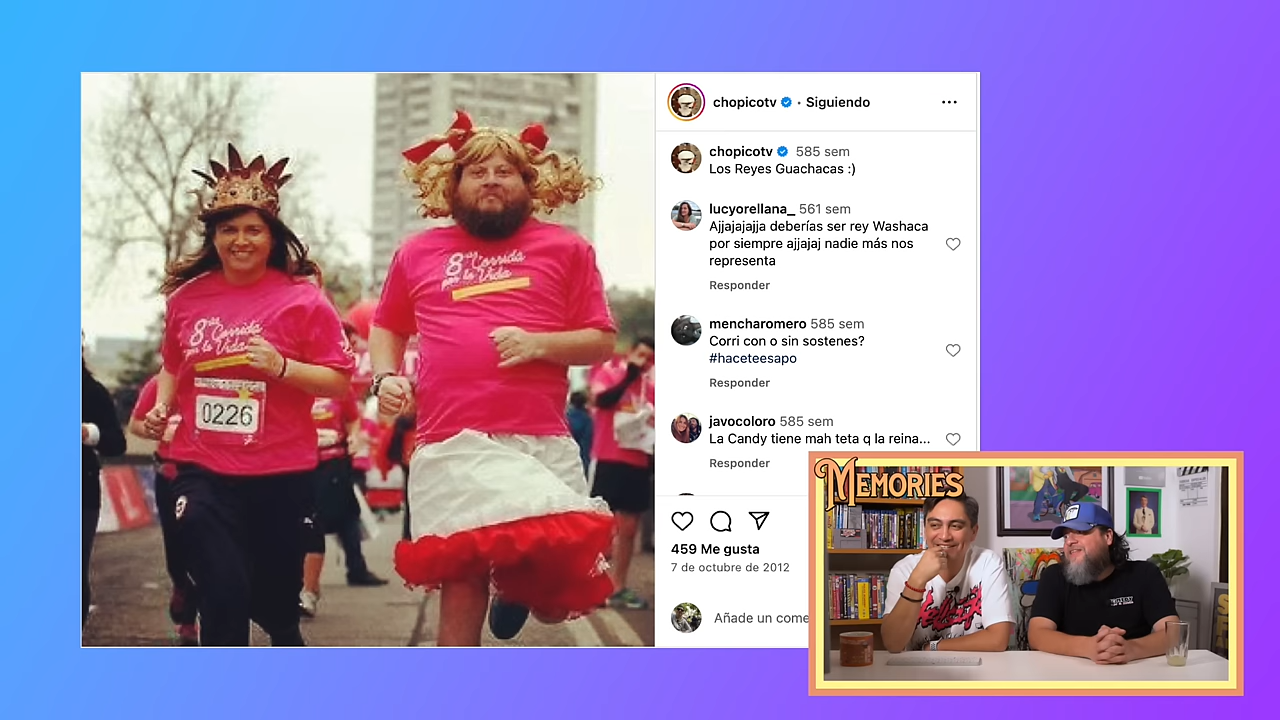 chopicotv • Siguiendo
chopicotv 585 sem
Los Reyes Guachacas :)
lucyorellana_ 561 sem
Ajjajajajja deberías ser rey Washaca
por siempre ajjajaj nadie más nos
representa
Responder
mencharomero 585 sem
Corri con o sin sostenes?
#haceteesapo
Responder
javocoloro 585 sem
La Candy tiene mah teta q la reina...
Responder
459 Me gusta
7 de octubre de 2012
Añade un come
8va Corrida
por la Vida
0226
8va Corrida
por la Vida
MEMORIES